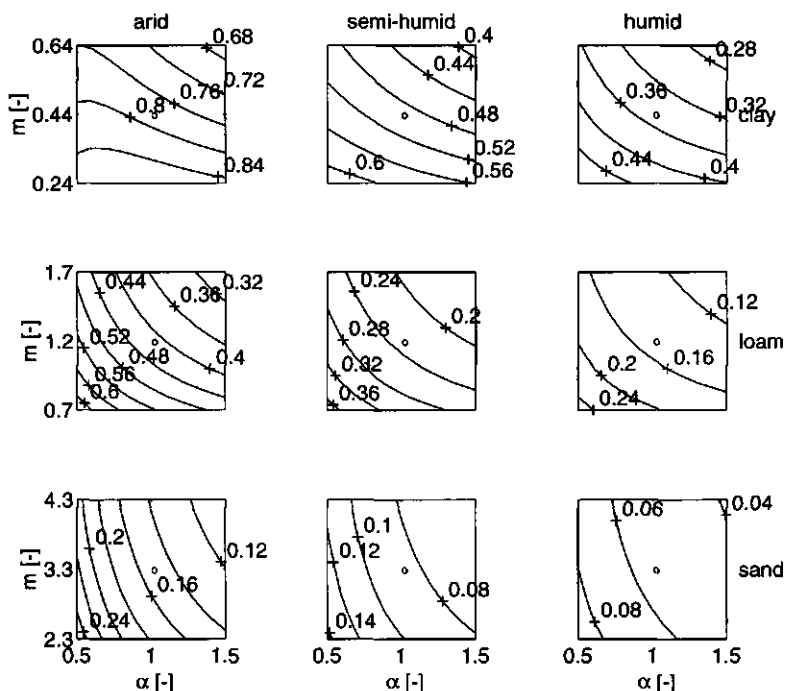 arid semi-humid humid
0.64 0.68 0.4 0.28
0.72 0.44
0.76 0.36
m [-] 0.44 0.8 0.48 0.32 clay
0.52
0.6 0.56 0.44 0.4
0.24 0.84
1.7 0.44 0.32 0.24
0.36 0.2 0.12
m [-] 1.2 0.52 0.48 0.28 0.16 loam
0.56 0.4 0.32 0.2
0.6 0.36 0.24
0.7
4.3 0.04
0.2 0.1 0.06
m [-] 3.3 0.12 0.12 sand
0.16 0.08
0.24 0.14 0.08
2.3
0.5 1 1.5 0.5 1 1.5 0.5 1 1.5
α [-] α [-] α [-]